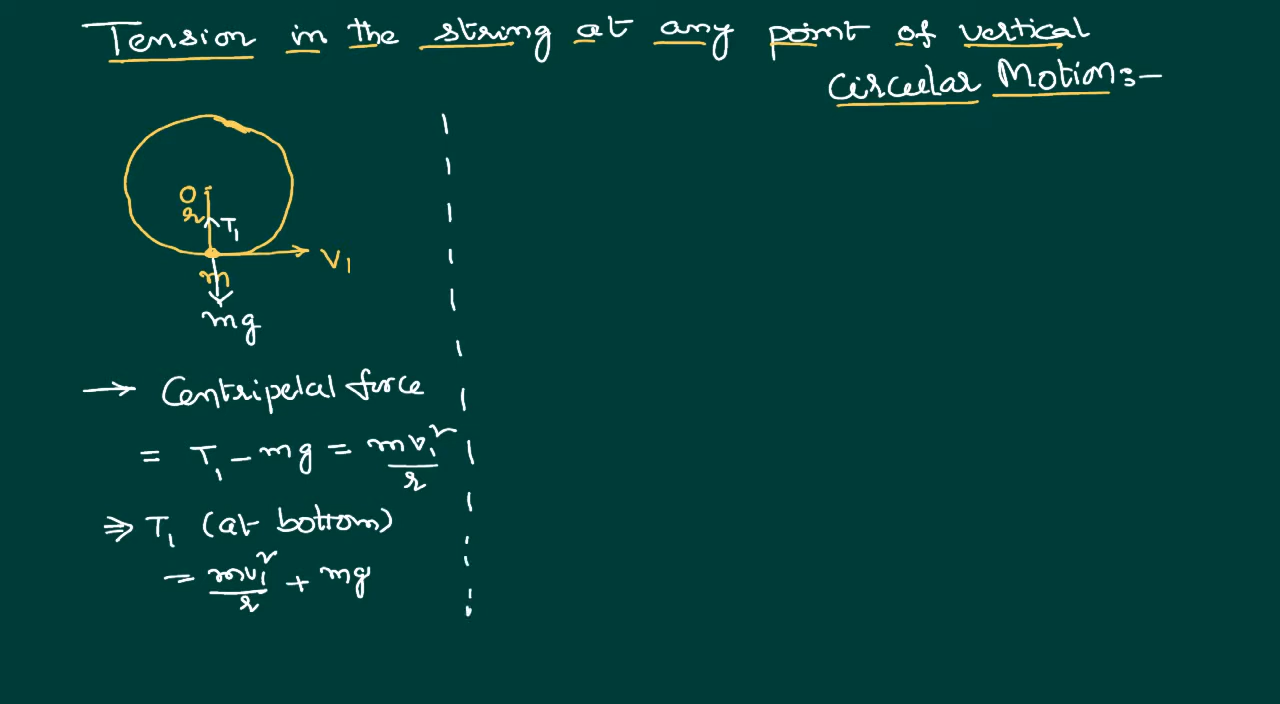 Tension in the string at any point of vertical
Circular Motion:-
O
r
T₁
V₁
m
mg
→ Centripetal force
= T₁ - mg = mv₁²/r
⇒ T₁ (at bottom)
= mv₁²/r + mg